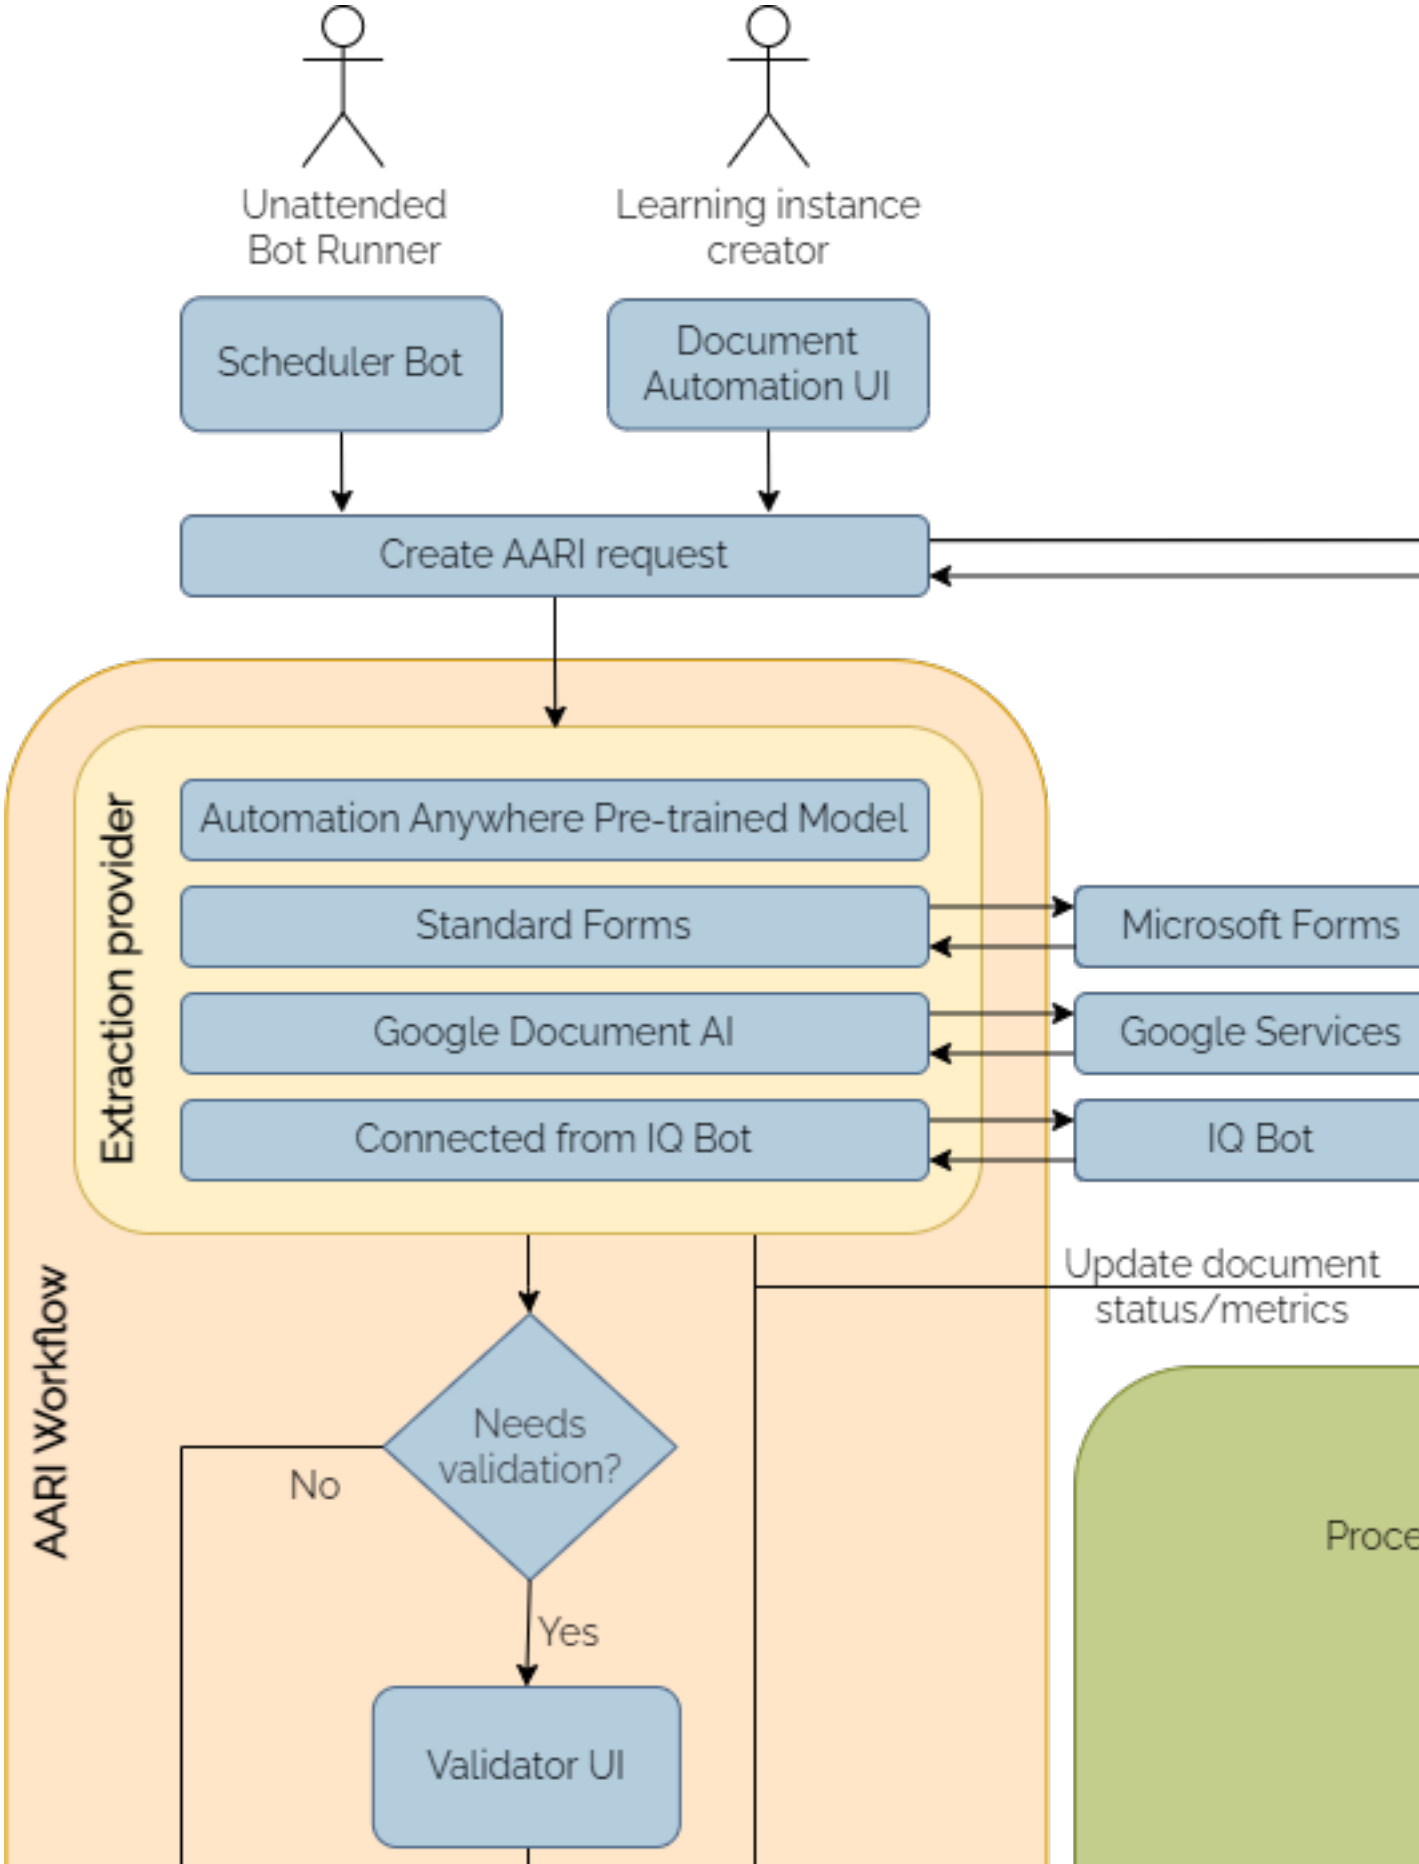 Unattended
Bot Runner
Learning instance
creator
Scheduler Bot
Document
Automation UI
Create AARI request
Extraction provider
Automation Anywhere Pre-trained Model
Standard Forms
Microsoft Forms
Google Document AI
Google Services
Connected from IQ Bot
IQ Bot
AARI Workflow
Update document
status/metrics
Needs
validation?
No
Proce
Yes
Validator UI